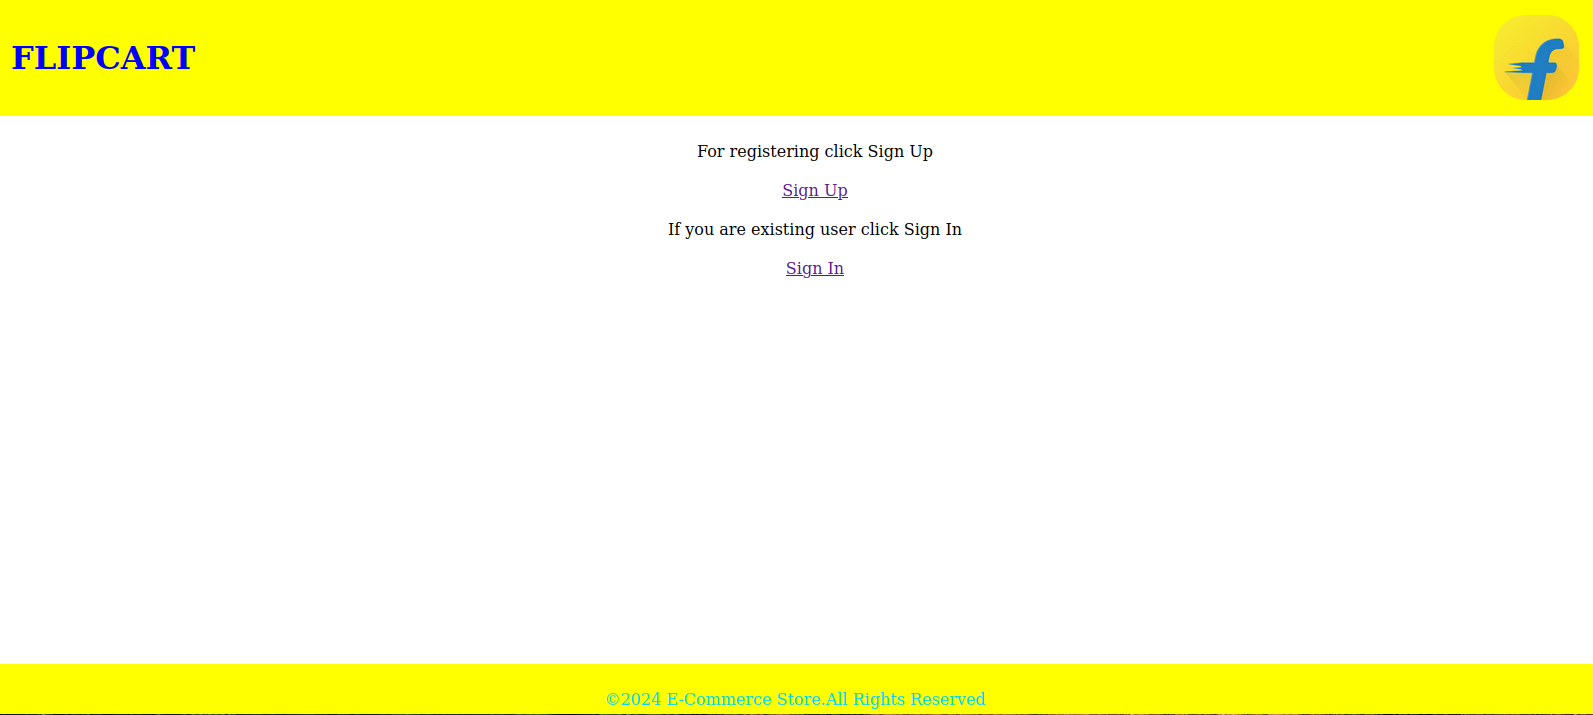 FLIPCART
f
For registering click Sign Up
Sign Up
If you are existing user click Sign In
Sign In
©2024 E-Commerce Store.All Rights Reserved